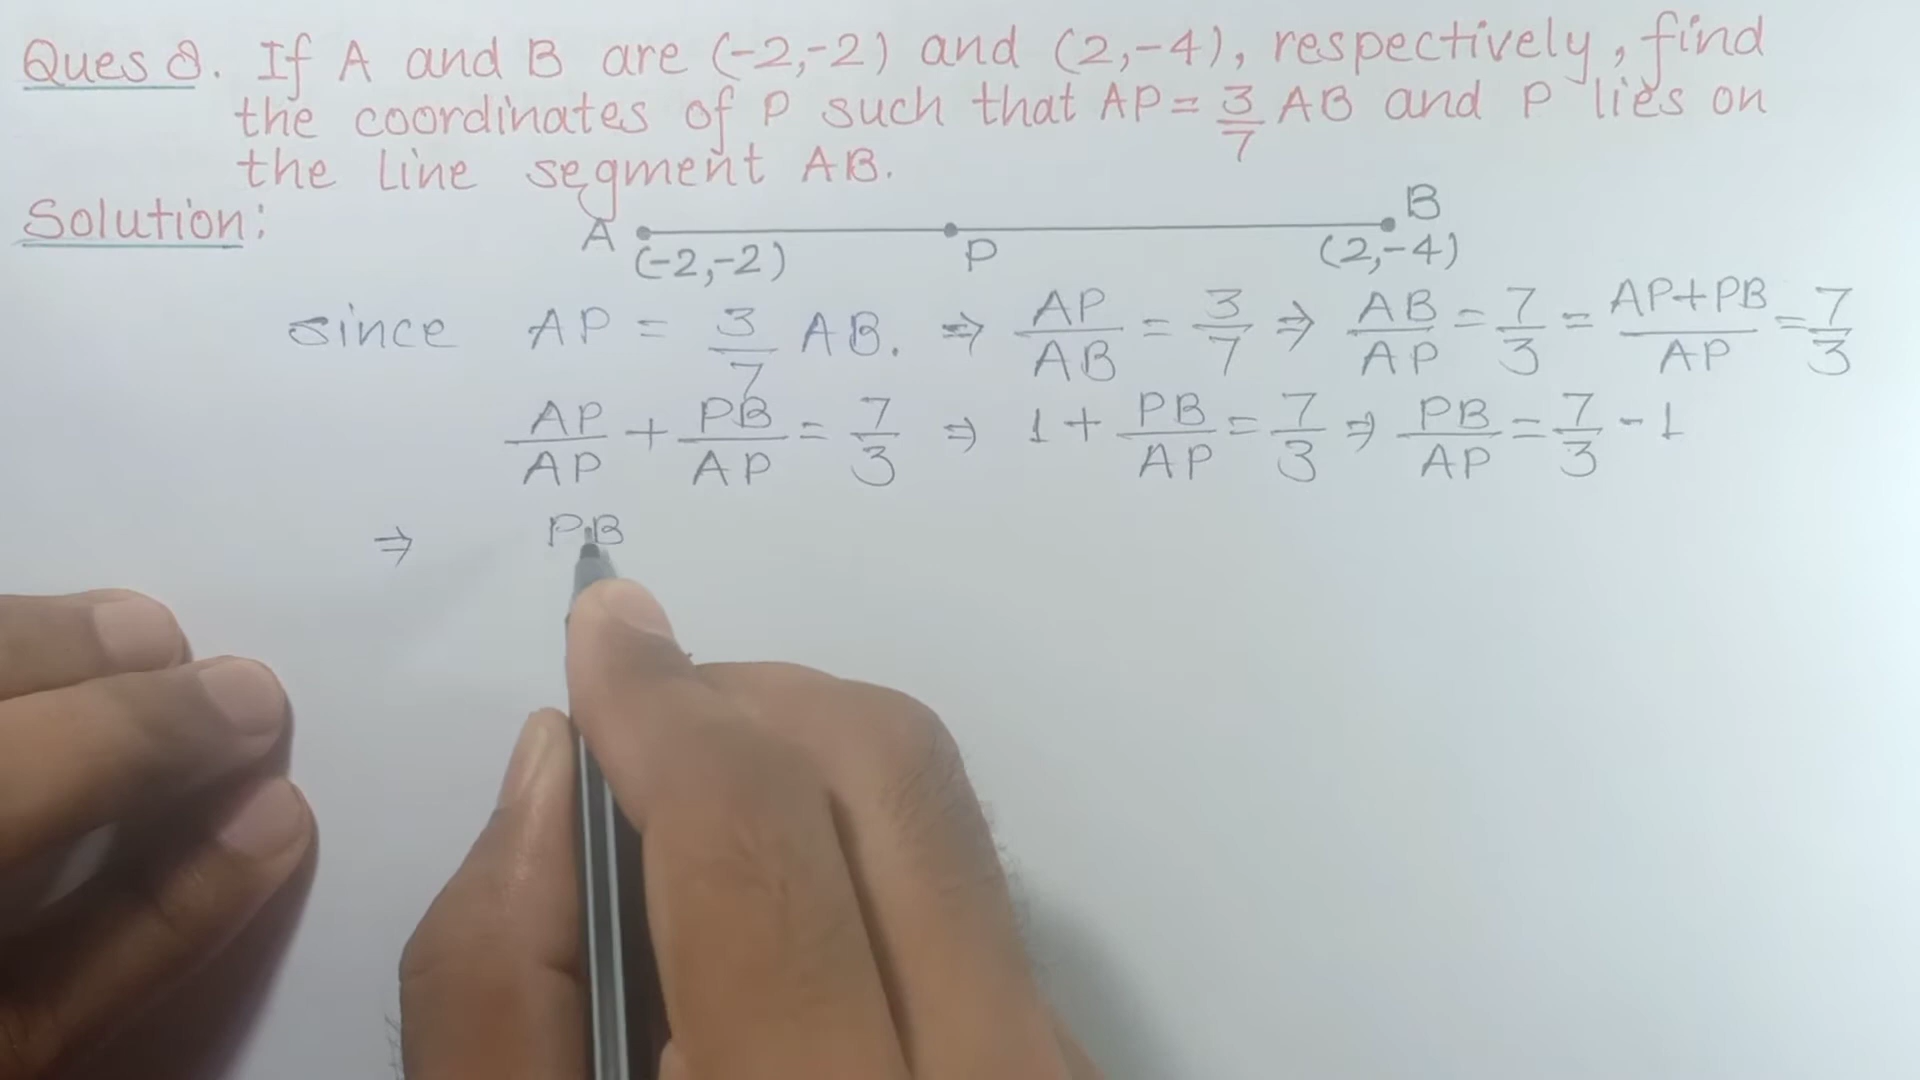 Ques 8. If A and B are (-2,-2) and (2,-4), respectively, find
the coordinates of P such that AP = 3/7 AB and P lies on
the line segment AB.
Solution:
A P B
(-2,-2) (2,-4)
since AP = 3/7 AB. ⇒ AP/AB = 3/7 ⇒ AB/AP = 7/3 = AP+PB/AP = 7/3
AP/AP + PB/AP = 7/3 ⇒ 1 + PB/AP = 7/3 ⇒ PB/AP = 7/3 - 1
⇒ PB